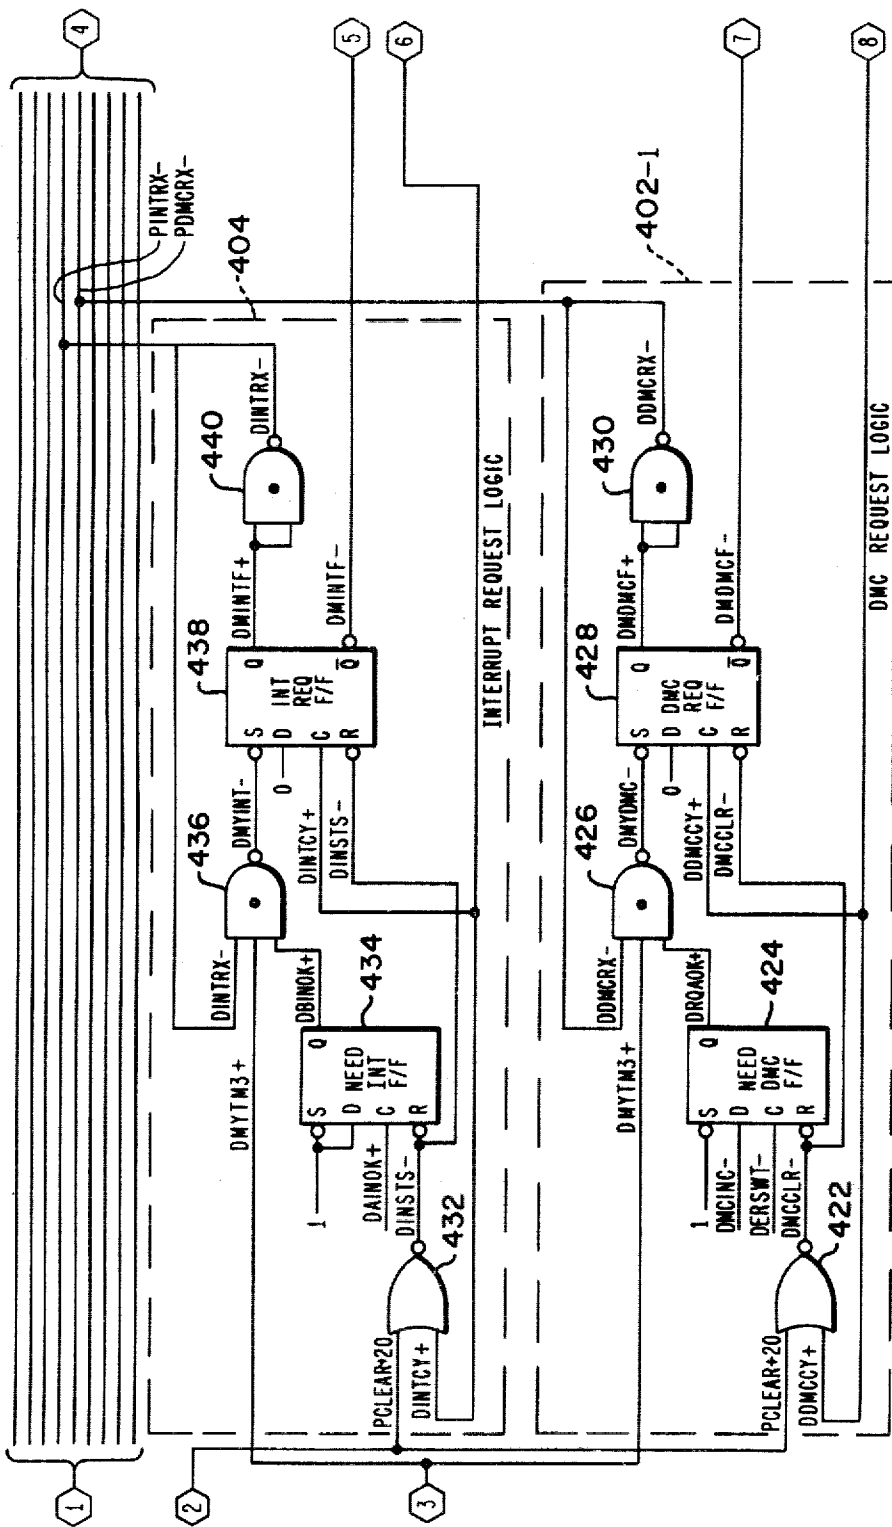 1
4
PINTRX-
PDMCRX-
404
DINTRX-
DMYTM3+
DBINOK+
436
DMYINT-
438
DMINTF+
440
DINTRX-
S
Q
INT
REQ
F/F
0
D
C
R
Q
DINTCY+
DINSTS-
DMINTF-
5
434
Q
S
D
NEED
INT
F/F
C
R
1
DAINOK+
DINSTS-
432
PCLEAR+20
DINTCY+
6
INTERRUPT REQUEST LOGIC
2
3
402-1
DDMCRX-
DMYTM3+
DRQAOK+
426
DMYDMC-
428
DMDMCF+
430
DDMCRX-
S
Q
DMC
REQ
F/F
0
D
C
R
Q
DDMCCY+
DMCCLR-
DMDMCF-
7
424
Q
S
D
NEED
DMC
F/F
C
R
1
DMCINC-
DERSWT-
DMCCLR-
422
PCLEAR+20
DDMCCY+
8
DMC REQUEST LOGIC